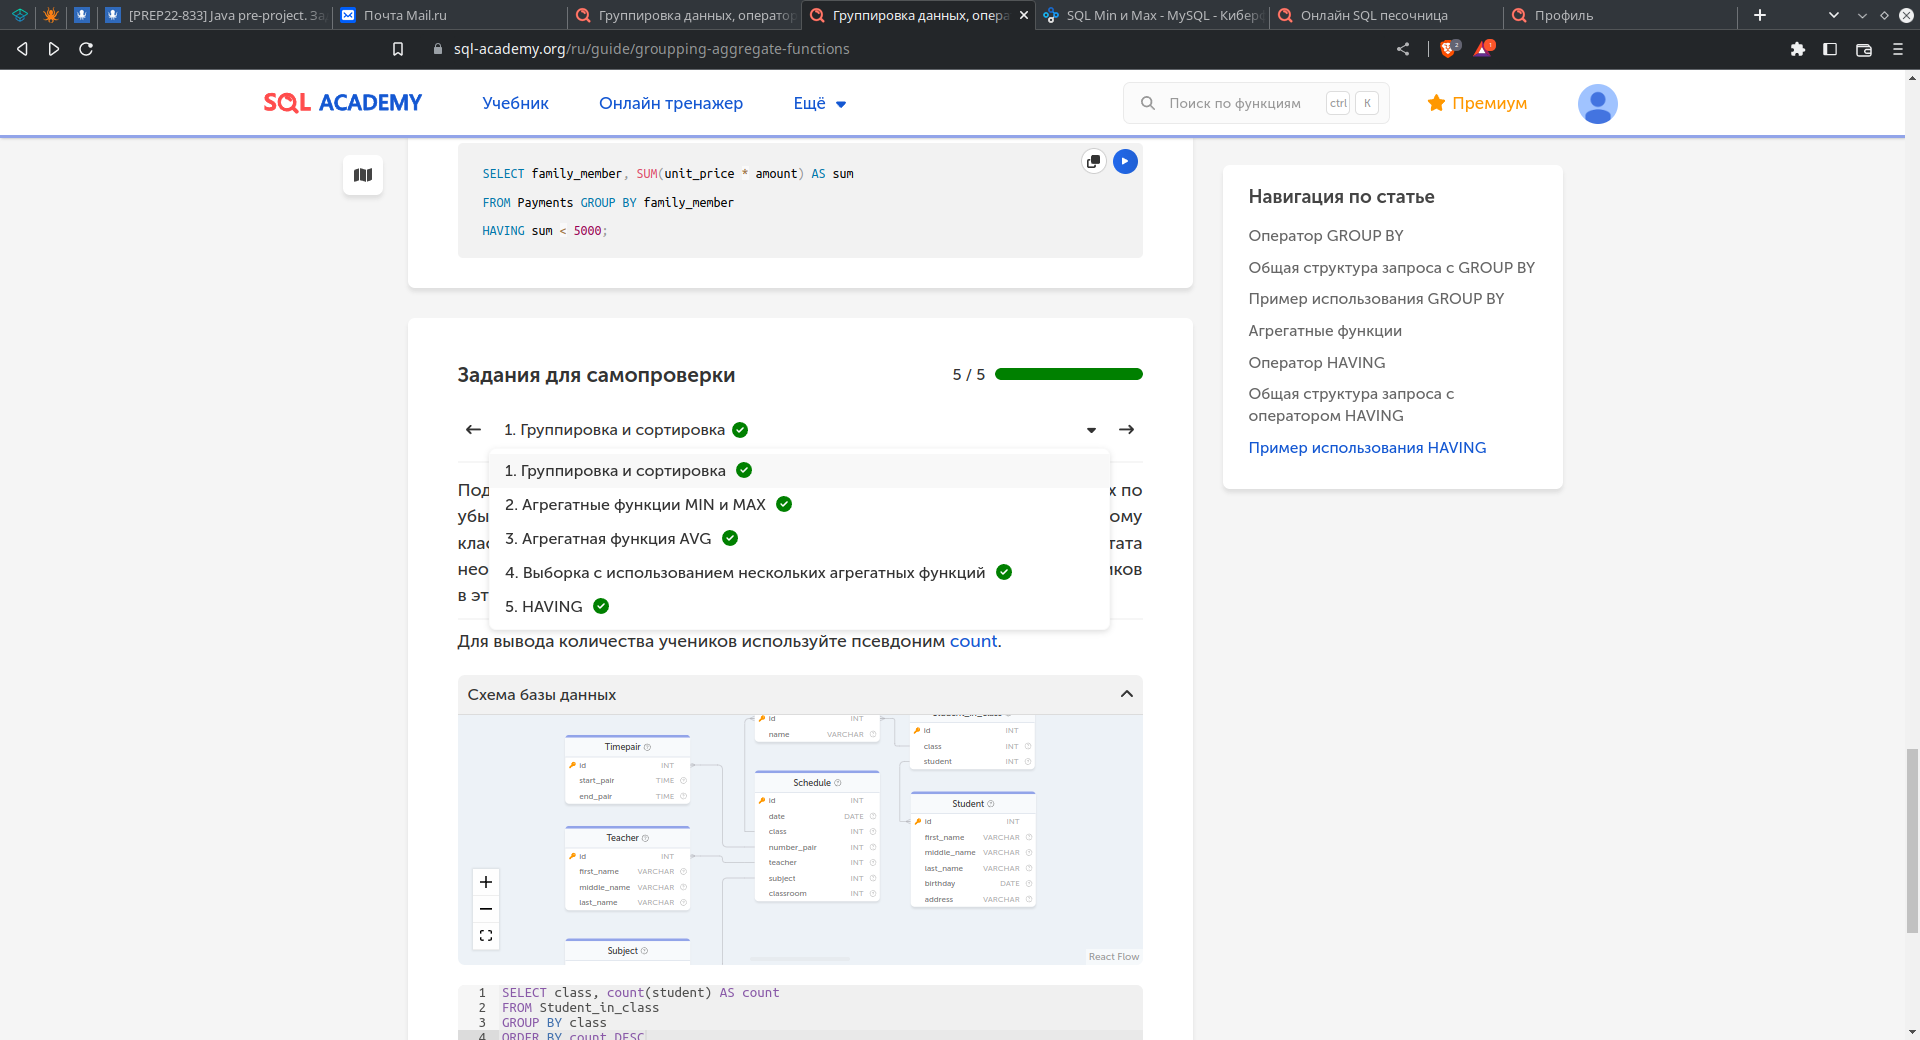 [PREP22-833] Java pre-project. За
Почта Mail.ru
Группировка данных, оператор
Группировка данных, опера
SQL Min и Max - MySQL - Кибер
Онлайн SQL песочница
Профиль
sql-academy.org/ru/guide/groupping-aggregate-functions
2
1
SQL ACADEMY
Учебник
Онлайн тренажер
Ещё
Поиск по функциям
ctrl
K
Премиум
SELECT family_member, SUM(unit_price * amount) AS sum
FROM Payments GROUP BY family_member
HAVING sum < 5000;
Навигация по статье
Оператор GROUP BY
Общая структура запроса с GROUP BY
Пример использования GROUP BY
Агрегатные функции
Оператор HAVING
Общая структура запроса с
оператором HAVING
Пример использования HAVING
Задания для самопроверки
5 / 5
1. Группировка и сортировка
1. Группировка и сортировка
2. Агрегатные функции MIN и MAX
3. Агрегатная функция AVG
4. Выборка с использованием нескольких агрегатных функций
5. HAVING
Под х по
убы ому
клас тата
нео иков
в эт
Для вывода количества учеников используйте псевдоним count.
Схема базы данных
id INT
name VARCHAR
Student_in_class
id INT
class INT
student INT
Timepair
id INT
start_pair TIME
end_pair TIME
Schedule
id INT
date DATE
class INT
number_pair INT
teacher INT
subject INT
classroom INT
Student
id INT
first_name VARCHAR
middle_name VARCHAR
last_name VARCHAR
birthday DATE
address VARCHAR
Teacher
id INT
first_name VARCHAR
middle_name VARCHAR
last_name VARCHAR
Subject
React Flow
1 SELECT class, count(student) AS count
2 FROM Student_in_class
3 GROUP BY class
4 ORDER BY count DESC